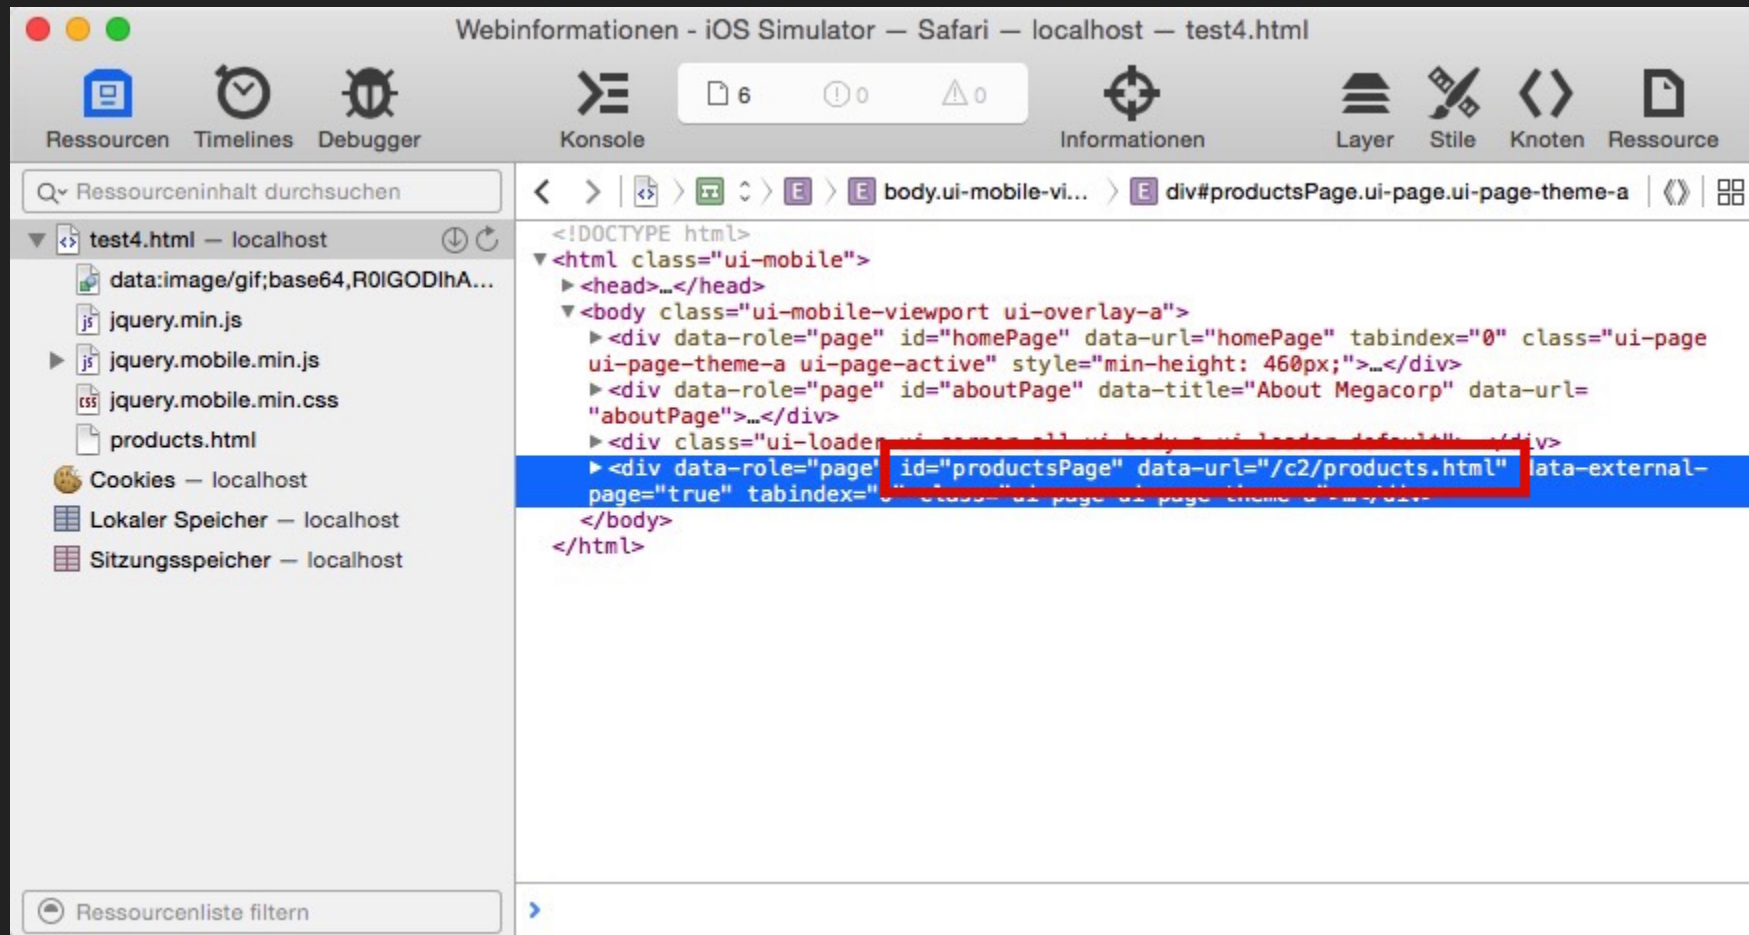 Webinformationen - iOS Simulator — Safari — localhost — test4.html
6 0 0
Ressourcen Timelines Debugger Konsole Informationen Layer Stile Knoten Ressource
Ressourceninhalt durchsuchen
E E body.ui-mobile-vi... E div#productsPage.ui-page.ui-page-theme-a
test4.html — localhost
data:image/gif;base64,R0lGODlhA...
jquery.min.js
jquery.mobile.min.js
jquery.mobile.min.css
products.html
Cookies — localhost
Lokaler Speicher — localhost
Sitzungsspeicher — localhost
Ressourcenliste filtern
<!DOCTYPE html>
<html class="ui-mobile">
<head>…</head>
<body class="ui-mobile-viewport ui-overlay-a">
<div data-role="page" id="homePage" data-url="homePage" tabindex="0" class="ui-page
ui-page-theme-a ui-page-active" style="min-height: 460px;">…</div>
<div data-role="page" id="aboutPage" data-title="About Megacorp" data-url=
"aboutPage">…</div>
<div class="ui-loader
<div data-role="page" id="productsPage" data-url="/c2/products.html" data-external-
page="true" tabindex=
</body>
</html>